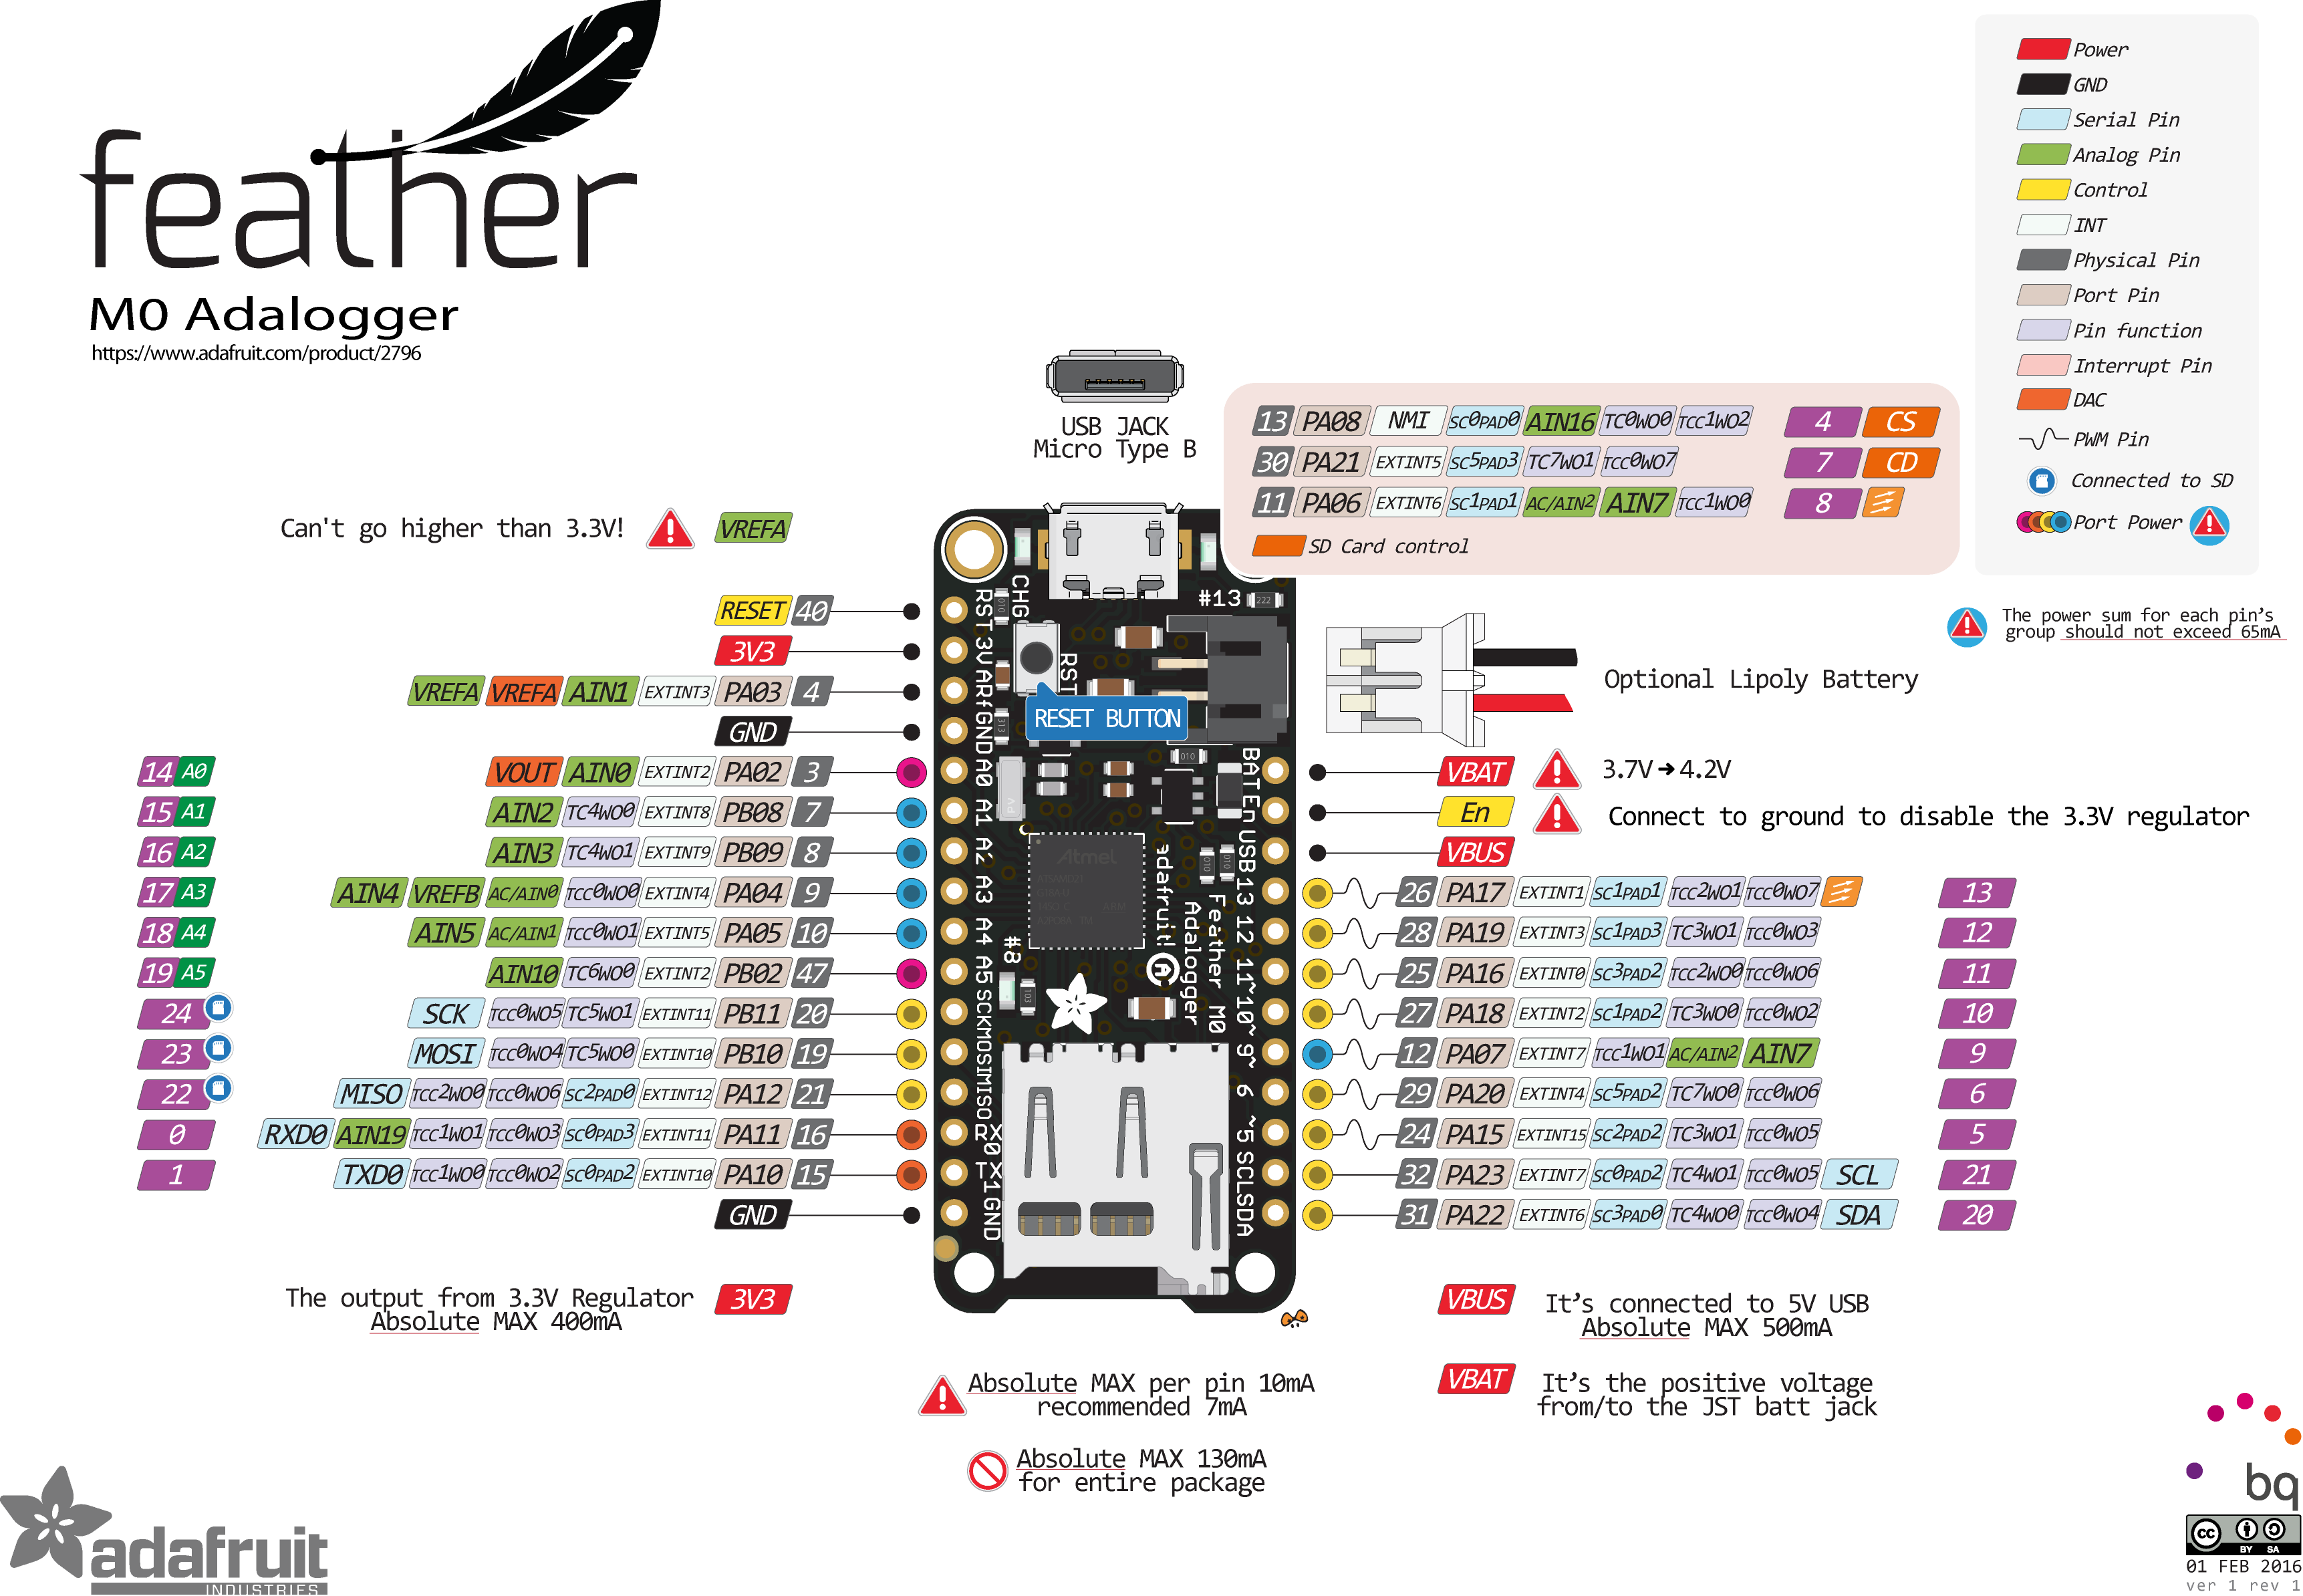 feather
M0 Adalogger
https://www.adafruit.com/product/2796
Power
GND
Serial Pin
Analog Pin
Control
INT
Physical Pin
Port Pin
Pin function
Interrupt Pin
DAC
PWM Pin
Connected to SD
Port Power
The power sum for each pin's
group should not exceed 65mA
USB JACK
Micro Type B
13 PA08 NMI SC0PAD0 AIN16 TC0WO0 TCC1WO2 4 CS
30 PA21 EXTINT5 SC5PAD3 TC7WO1 TCC0WO7 7 CD
11 PA06 EXTINT6 SC1PAD1 AC/AIN2 AIN7 TCC1WO0 8
SD Card control
Can't go higher than 3.3V! VREFA
RESET 40
3V3
VREFA VREFA AIN1 EXTINT3 PA03 4
GND
14 A0 VOUT AIN0 EXTINT2 PA02 3
15 A1 AIN2 TC4WO0 EXTINT8 PB08 7
16 A2 AIN3 TC4WO1 EXTINT9 PB09 8
17 A3 AIN4 VREFB AC/AIN0 TCC0WO0 EXTINT4 PA04 9
18 A4 AIN5 AC/AIN1 TCC0WO1 EXTINT5 PA05 10
19 A5 AIN10 TC6WO0 EXTINT2 PB02 47
24 SCK TCC0WO5 TC5WO1 EXTINT11 PB11 20
23 MOSI TCC0WO4 TC5WO0 EXTINT10 PB10 19
22 MISO TCC2WO0 TCC0WO6 SC2PAD0 EXTINT12 PA12 21
0 RXD0 AIN19 TCC1WO1 TCC0WO3 SC0PAD3 EXTINT11 PA11 16
1 TXD0 TCC1WO0 TCC0WO2 SC0PAD2 EXTINT10 PA10 15
GND
RST 3V ARf GND A0 A1 A2 A3 A4 A5 SCK MOSI MISO RX0 TX1 GND
CHG
RST
RESET BUTTON
#13
222
010
313
010
Atmel
adafruit!
Feather M0
Adalogger
#8
103
BAT En USB 13 12 11~ 10~ 9~ 6 ~5 SCL SDA
Optional Lipoly Battery
VBAT 3.7V➔4.2V
En Connect to ground to disable the 3.3V regulator
VBUS
26 PA17 EXTINT1 SC1PAD1 TCC2WO1 TCC0WO7 13
28 PA19 EXTINT3 SC1PAD3 TC3WO1 TCC0WO3 12
25 PA16 EXTINT0 SC3PAD2 TCC2WO0 TCC0WO6 11
27 PA18 EXTINT2 SC1PAD2 TC3WO0 TCC0WO2 10
12 PA07 EXTINT7 TCC1WO1 AC/AIN2 AIN7 9
29 PA20 EXTINT4 SC5PAD2 TC7WO0 TCC0WO6 6
24 PA15 EXTINT15 SC2PAD2 TC3WO1 TCC0WO5 5
32 PA23 EXTINT7 SC0PAD2 TC4WO1 TCC0WO5 SCL 21
31 PA22 EXTINT6 SC3PAD0 TC4WO0 TCC0WO4 SDA 20
The output from 3.3V Regulator 3V3
Absolute MAX 400mA
VBUS It's connected to 5V USB
Absolute MAX 500mA
VBAT It's the positive voltage
from/to the JST batt jack
Absolute MAX per pin 10mA
recommended 7mA
Absolute MAX 130mA
for entire package
adafruit
INDUSTRIES
bq
cc BY SA
01 FEB 2016
ver 1 rev 1